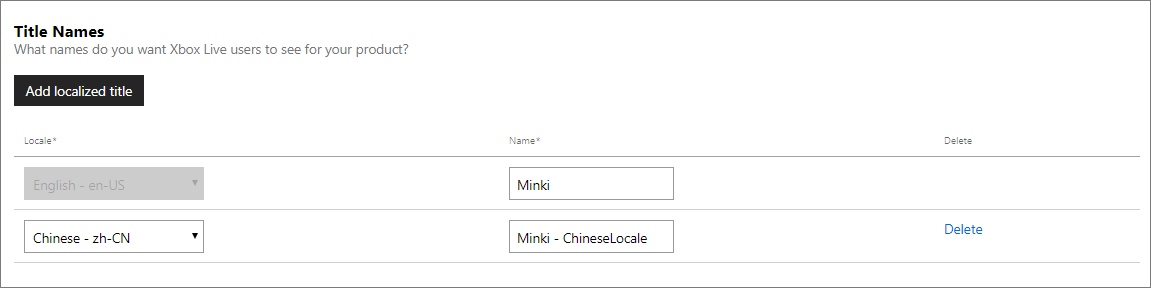 Title Names
What names do you want Xbox Live users to see for your product?
Add localized title
Locale* Name* Delete
English - en-US Minki
Chinese - zh-CN Minki - ChineseLocale Delete